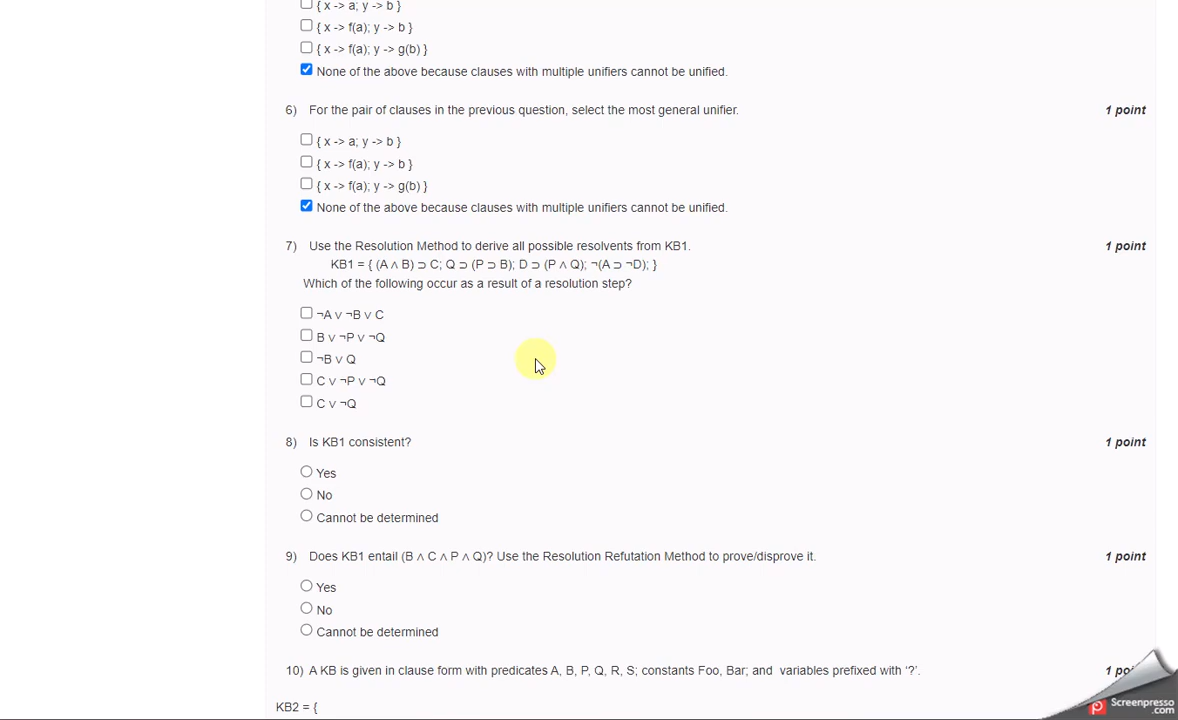 { x -> a; y -> b }
{ x -> f(a); y -> b }
{ x -> f(a); y -> g(b) }
None of the above because clauses with multiple unifiers cannot be unified.
6) For the pair of clauses in the previous question, select the most general unifier. 1 point
{ x -> a; y -> b }
{ x -> f(a); y -> b }
{ x -> f(a); y -> g(b) }
None of the above because clauses with multiple unifiers cannot be unified.
7) Use the Resolution Method to derive all possible resolvents from KB1. 1 point
KB1 = { (A ∧ B) ⊃ C; Q ⊃ (P ⊃ B); D ⊃ (P ∧ Q); ¬(A ⊃ ¬D); }
Which of the following occur as a result of a resolution step?
¬A ∨ ¬B ∨ C
B ∨ ¬P ∨ ¬Q
¬B ∨ Q
C ∨ ¬P ∨ ¬Q
C ∨ ¬Q
8) Is KB1 consistent? 1 point
Yes
No
Cannot be determined
9) Does KB1 entail (B ∧ C ∧ P ∧ Q)? Use the Resolution Refutation Method to prove/disprove it. 1 point
Yes
No
Cannot be determined
10) A KB is given in clause form with predicates A, B, P, Q, R, S; constants Foo, Bar; and variables prefixed with '?'. 1 po
KB2 = {
Screenpresso
.com